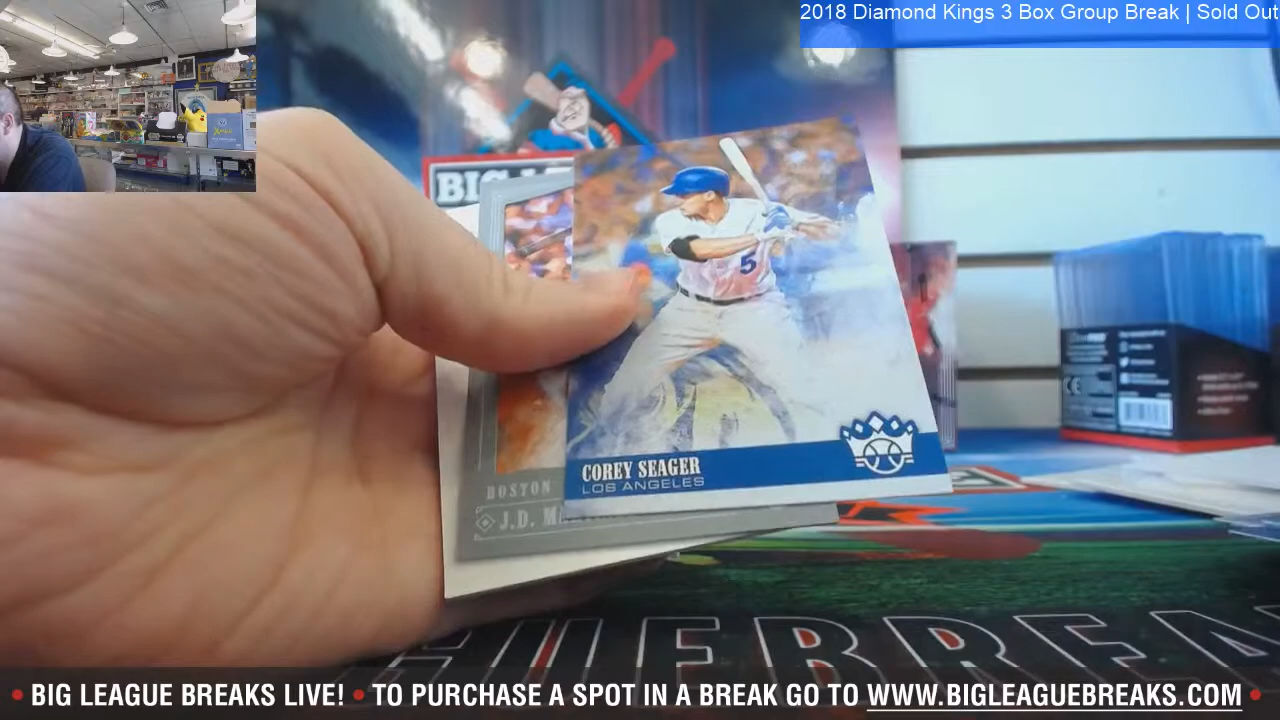 2018 Diamond Kings 3 Box Group Break | Sold Out
5
COREY SEAGER
LOS ANGELES
BOSTON
J.D.
• BIG LEAGUE BREAKS LIVE! • TO PURCHASE A SPOT IN A BREAK GO TO WWW.BIGLEAGUEBREAKS.COM •